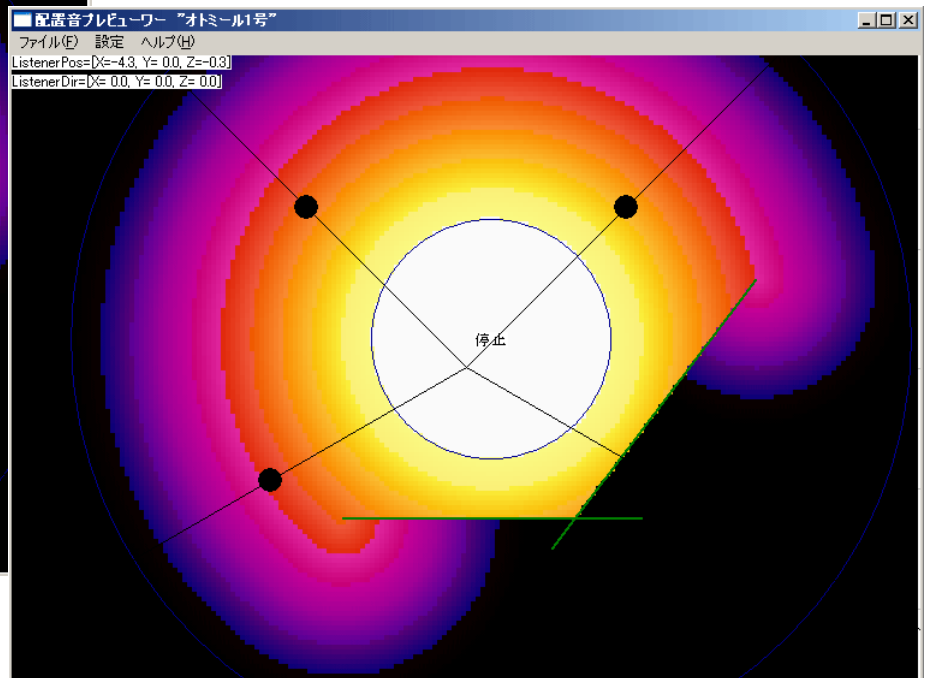 配置音プレビューワー ”オトミール1号”
ファイル(F) 設定 ヘルプ(H)
ListenerPos=[X=-4.3, Y= 0.0, Z=-0.3]
ListenerDir=[X= 0.0, Y= 0.0, Z= 0.0]
停止